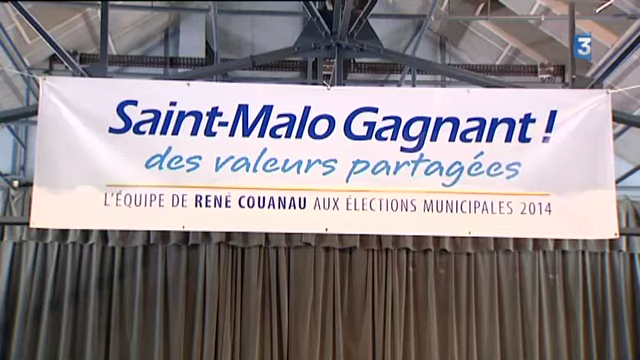 3
Saint-Malo Gagnant !
des valeurs partagées
L'ÉQUIPE DE RENÉ COUANAU AUX ÉLECTIONS MUNICIPALES 2014